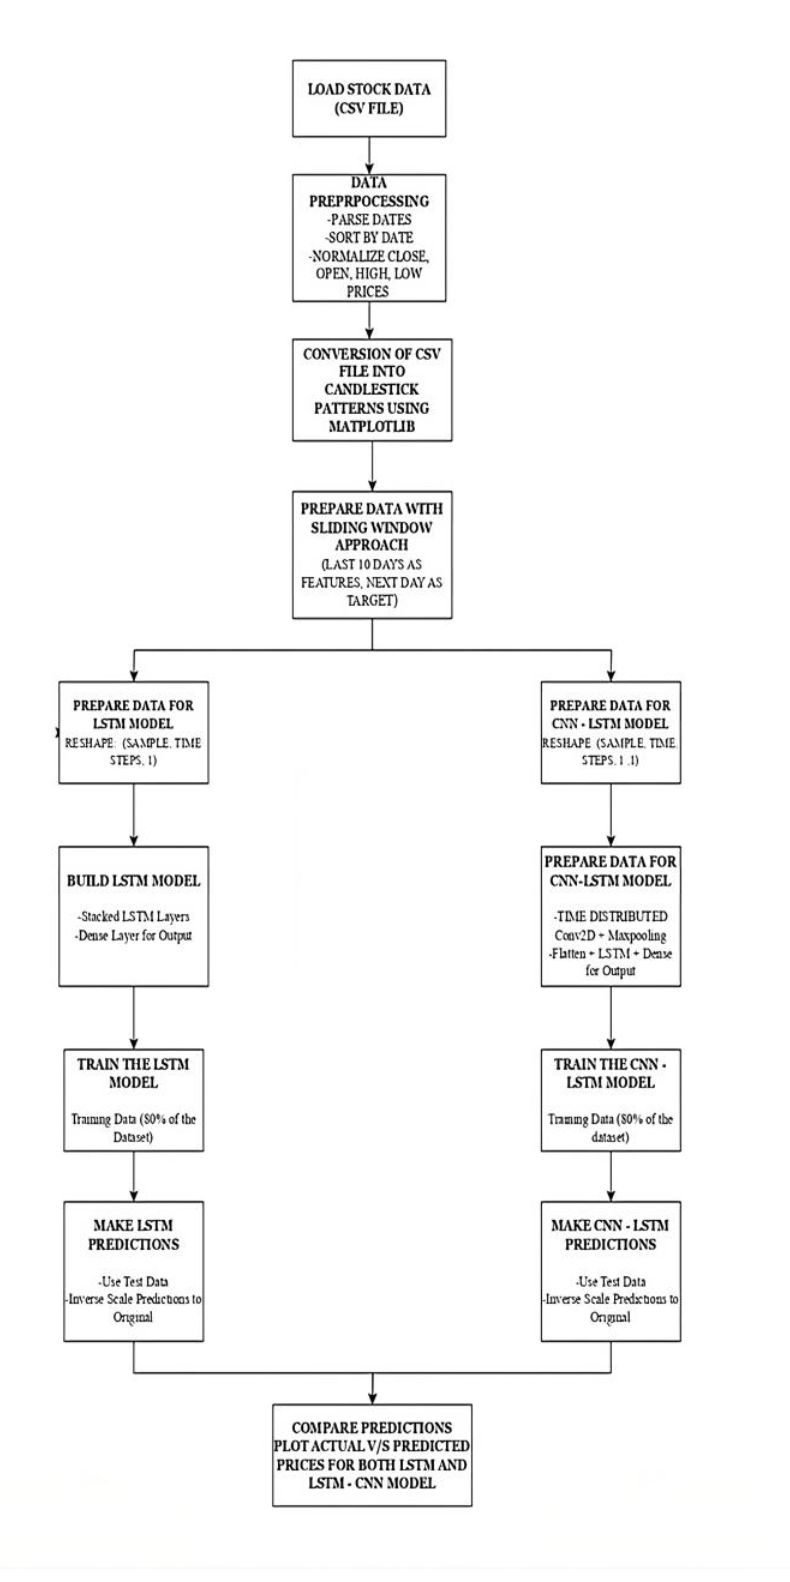 LOAD STOCK DATA
(CSV FILE)
DATA
PREPRPOCESSING
-PARSE DATES
-SORT BY DATE
-NORMALIZE CLOSE,
OPEN, HIGH, LOW
PRICES
CONVERSION OF CSV
FILE INTO
CANDLESTICK
PATTERNS USING
MATPLOTLIB
PREPARE DATA WITH
SLIDING WINDOW
APPROACH
(LAST 10 DAYS AS
FEATURES, NEXT DAY AS
TARGET)
PREPARE DATA FOR
LSTM MODEL
RESHAPE: (SAMPLE, TIME
STEPS, 1)
BUILD LSTM MODEL
-Stacked LSTM Layers
-Dense Layer for Output
TRAIN THE LSTM
MODEL
Training Data (80% of the
Dataset)
MAKE LSTM
PREDICTIONS
-Use Test Data
-Inverse Scale Predictions to
Original
PREPARE DATA FOR
CNN - LSTM MODEL
RESHAPE (SAMPLE, TIME,
STEPS, 1 ,1)
PREPARE DATA FOR
CNN-LSTM MODEL
-TIME DISTRIBUTED
Conv2D + Maxpooling
-Flatten + LSTM + Dense
for Output
TRAIN THE CNN -
LSTM MODEL
Training Data (80% of the
dataset)
MAKE CNN - LSTM
PREDICTIONS
-Use Test Data
-Inverse Scale Predictions to
Original
COMPARE PREDICTIONS
PLOT ACTUAL V/S PREDICTED
PRICES FOR BOTH LSTM AND
LSTM - CNN MODEL